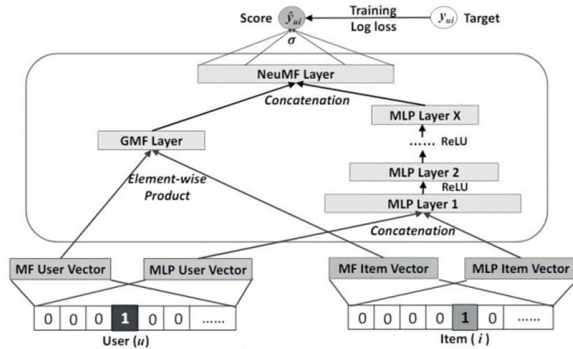 Score ŷui Training yui Target
Log loss
σ
NeuMF Layer
Concatenation
MLP Layer X
GMF Layer
...... ReLU
Element-wise
Product
MLP Layer 2
ReLU
MLP Layer 1
Concatenation
MF User Vector MLP User Vector MF Item Vector MLP Item Vector
0 0 0 1 0 0 ...... 0 0 0 0 1 0 ......
User (u) Item ( i )